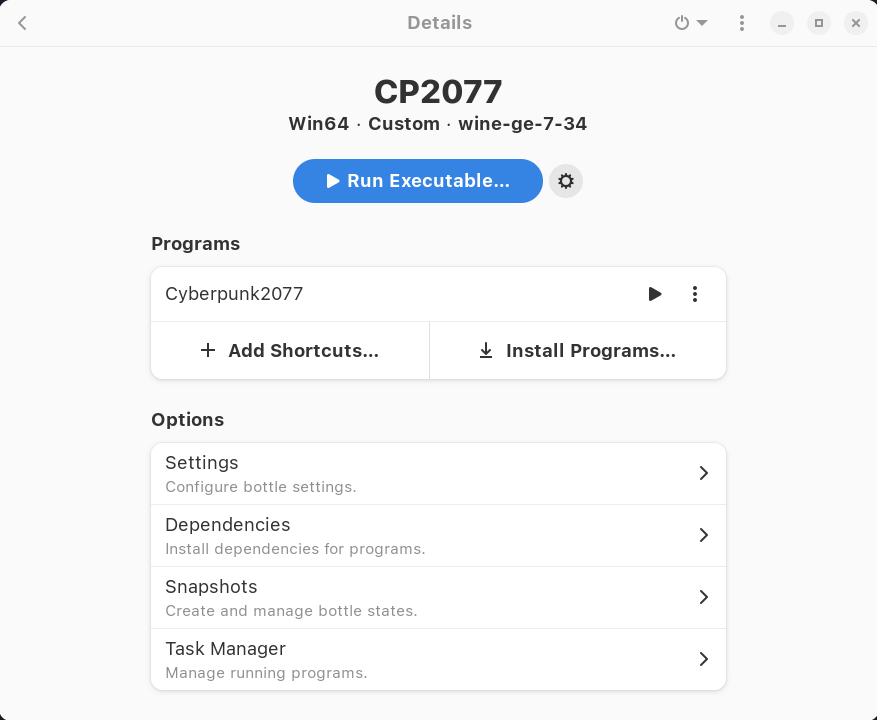 Details
CP2077
Win64 · Custom · wine-ge-7-34
Run Executable...
Programs
Cyberpunk2077
Add Shortcuts...
Install Programs...
Options
Settings
Configure bottle settings.
Dependencies
Install dependencies for programs.
Snapshots
Create and manage bottle states.
Task Manager
Manage running programs.